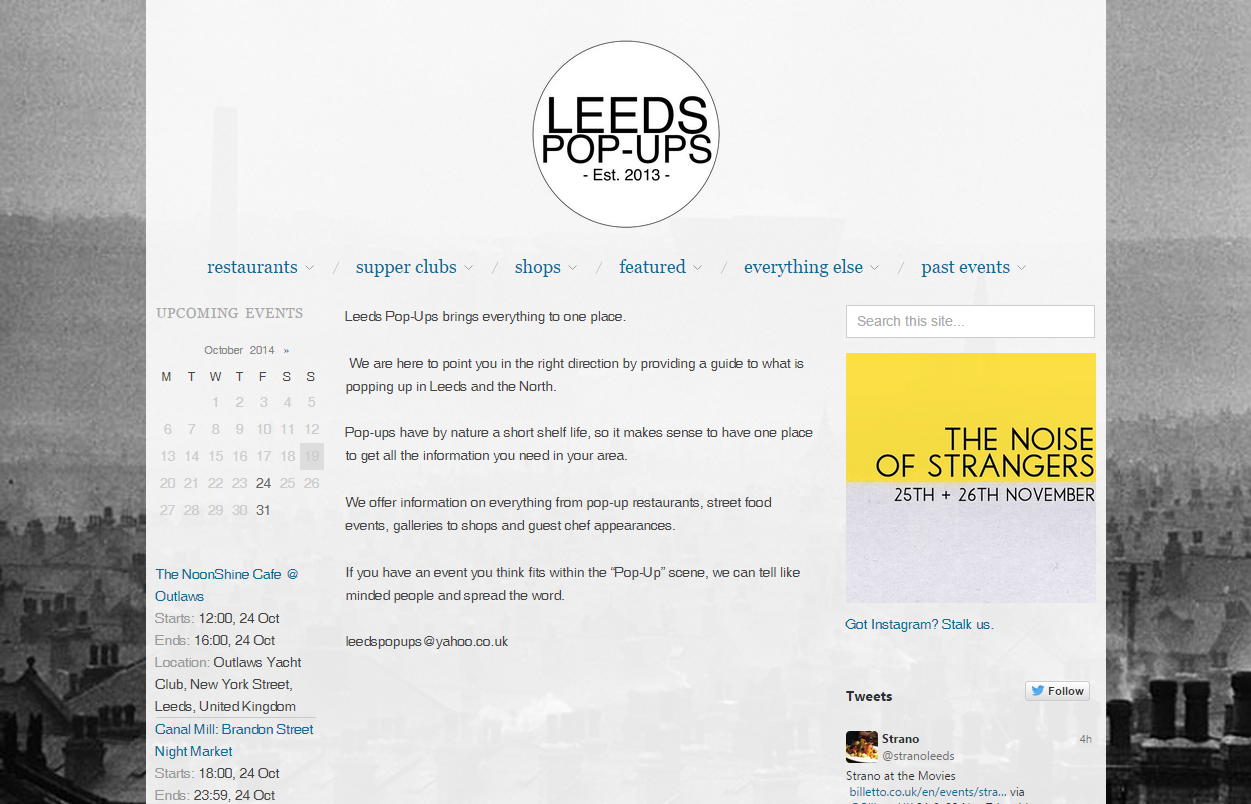 LEEDS
POP-UPS
- Est. 2013 -
restaurants / supper clubs / shops / featured / everything else / past events
UPCOMING EVENTS
October 2014 »
M T W T F S S
1 2 3 4 5
6 7 8 9 10 11 12
13 14 15 16 17 18 19
20 21 22 23 24 25 26
27 28 29 30 31
The NoonShine Cafe @
Outlaws
Starts: 12:00, 24 Oct
Ends: 16:00, 24 Oct
Location: Outlaws Yacht
Club, New York Street,
Leeds, United Kingdom
Canal Mill: Brandon Street
Night Market
Starts: 18:00, 24 Oct
Ends: 23:59, 24 Oct
Leeds Pop-Ups brings everything to one place.
We are here to point you in the right direction by providing a guide to what is
popping up in Leeds and the North.
Pop-ups have by nature a short shelf life, so it makes sense to have one place
to get all the information you need in your area.
We offer information on everything from pop-up restaurants, street food
events, galleries to shops and guest chef appearances.
If you have an event you think fits within the “Pop-Up” scene, we can tell like
minded people and spread the word.
leedspopups@yahoo.co.uk
Search this site...
THE NOISE
OF STRANGERS
25TH + 26TH NOVEMBER
Got Instagram? Stalk us.
Tweets
Follow
Strano 4h
@stranoleeds
Strano at the Movies
billetto.co.uk/en/events/stra... via